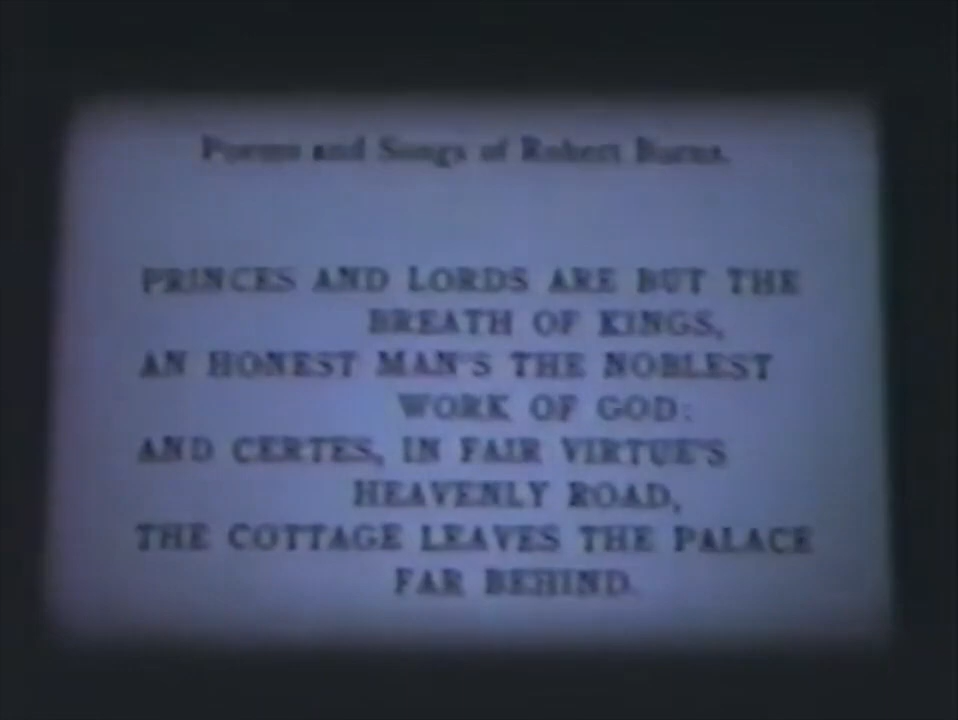 Poems and Songs of Robert Burns.
PRINCES AND LORDS ARE BUT THE
BREATH OF KINGS,
AN HONEST MAN'S THE NOBLEST
WORK OF GOD:
AND CERTES, IN FAIR VIRTUE'S
HEAVENLY ROAD,
THE COTTAGE LEAVES THE PALACE
FAR BEHIND.